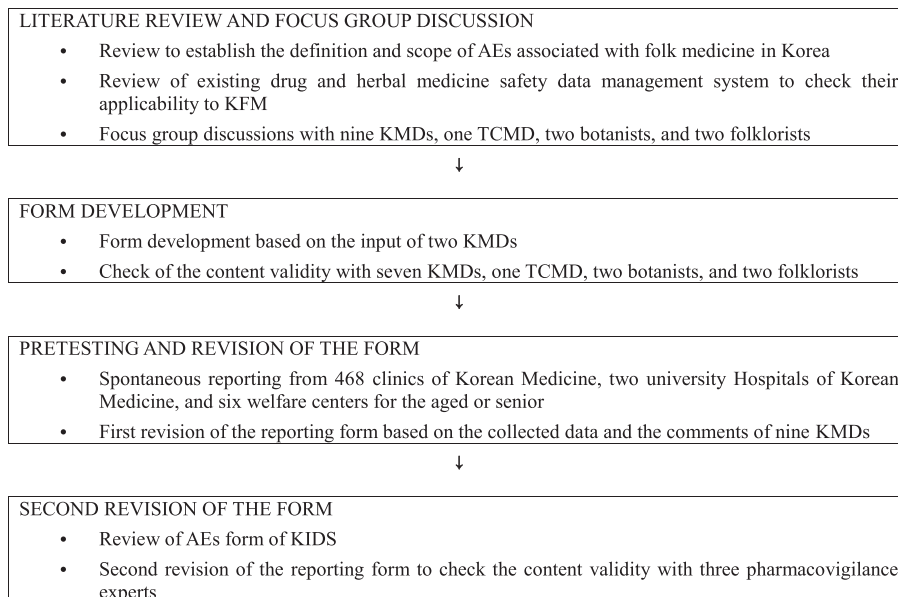 LITERATURE REVIEW AND FOCUS GROUP DISCUSSION
• Review to establish the definition and scope of AEs associated with folk medicine in Korea
• Review of existing drug and herbal medicine safety data management system to check their
applicability to KFM
• Focus group discussions with nine KMDs, one TCMD, two botanists, and two folklorists
↓
FORM DEVELOPMENT
• Form development based on the input of two KMDs
• Check of the content validity with seven KMDs, one TCMD, two botanists, and two folklorists
↓
PRETESTING AND REVISION OF THE FORM
• Spontaneous reporting from 468 clinics of Korean Medicine, two university Hospitals of Korean
Medicine, and six welfare centers for the aged or senior
• First revision of the reporting form based on the collected data and the comments of nine KMDs
↓
SECOND REVISION OF THE FORM
• Review of AEs form of KIDS
• Second revision of the reporting form to check the content validity with three pharmacovigilance
experts